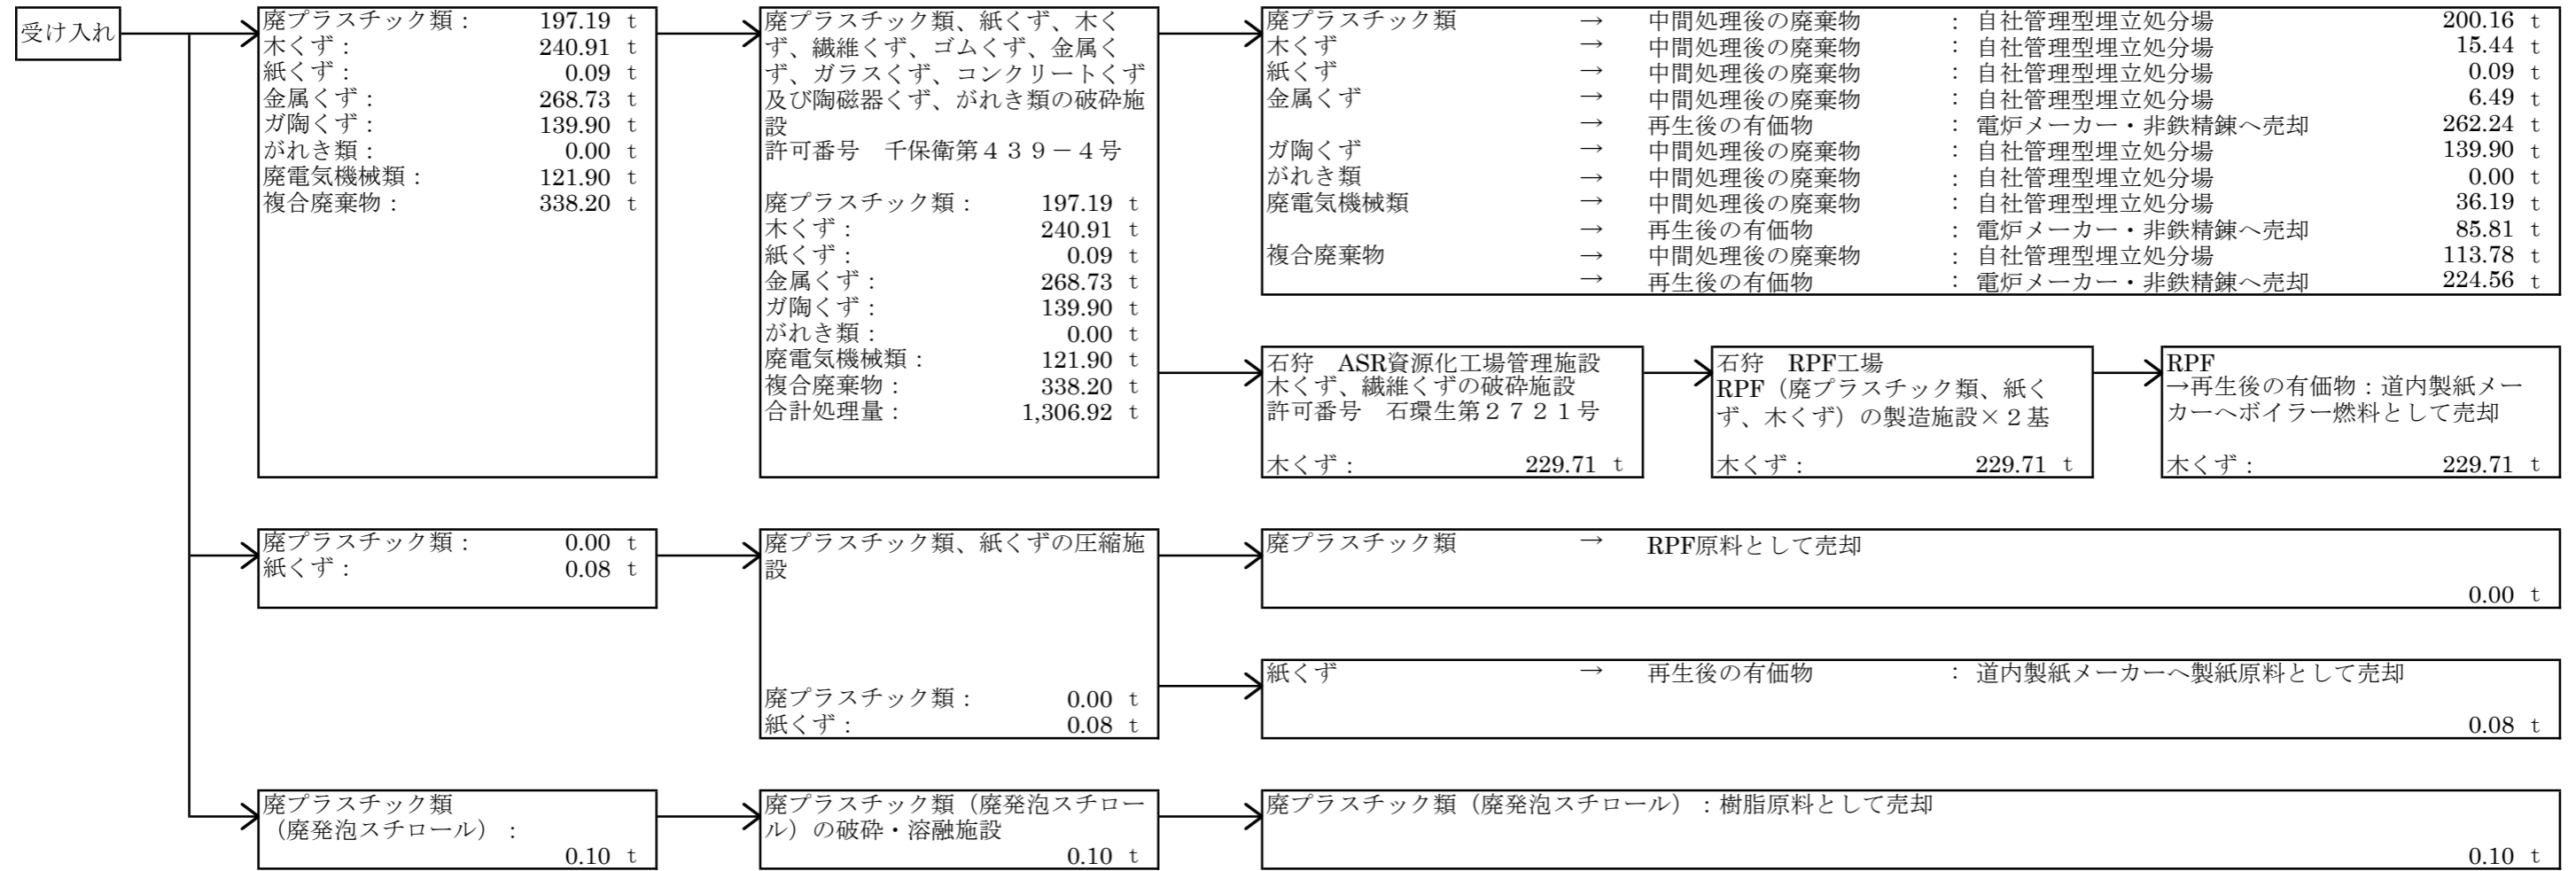 受け入れ
廃プラスチック類： 197.19 t
木くず： 240.91 t
紙くず： 0.09 t
金属くず： 268.73 t
ガ陶くず： 139.90 t
がれき類： 0.00 t
廃電気機械類： 121.90 t
複合廃棄物： 338.20 t
廃プラスチック類、紙くず、木く
ず、繊維くず、ゴムくず、金属く
ず、ガラスくず、コンクリートくず
及び陶磁器くず、がれき類の破砕施
設
許可番号　千保衛第４３９－４号
廃プラスチック類： 197.19 t
木くず： 240.91 t
紙くず： 0.09 t
金属くず： 268.73 t
ガ陶くず： 139.90 t
がれき類： 0.00 t
廃電気機械類： 121.90 t
複合廃棄物： 338.20 t
合計処理量： 1,306.92 t
廃プラスチック類 → 中間処理後の廃棄物 ： 自社管理型埋立処分場 200.16 t
木くず → 中間処理後の廃棄物 ： 自社管理型埋立処分場 15.44 t
紙くず → 中間処理後の廃棄物 ： 自社管理型埋立処分場 0.09 t
金属くず → 中間処理後の廃棄物 ： 自社管理型埋立処分場 6.49 t
→ 再生後の有価物 ： 電炉メーカー・非鉄精錬へ売却 262.24 t
ガ陶くず → 中間処理後の廃棄物 ： 自社管理型埋立処分場 139.90 t
がれき類 → 中間処理後の廃棄物 ： 自社管理型埋立処分場 0.00 t
廃電気機械類 → 中間処理後の廃棄物 ： 自社管理型埋立処分場 36.19 t
→ 再生後の有価物 ： 電炉メーカー・非鉄精錬へ売却 85.81 t
複合廃棄物 → 中間処理後の廃棄物 ： 自社管理型埋立処分場 113.78 t
→ 再生後の有価物 ： 電炉メーカー・非鉄精錬へ売却 224.56 t
石狩　ASR資源化工場管理施設
木くず、繊維くずの破砕施設
許可番号　石環生第２７２１号
木くず： 229.71 t
石狩　RPF工場
RPF（廃プラスチック類、紙く
ず、木くず）の製造施設×２基
木くず： 229.71 t
RPF
→再生後の有価物：道内製紙メー
カーへボイラー燃料として売却
木くず： 229.71 t
廃プラスチック類： 0.00 t
紙くず： 0.08 t
廃プラスチック類、紙くずの圧縮施
設
廃プラスチック類： 0.00 t
紙くず： 0.08 t
廃プラスチック類 → RPF原料として売却
0.00 t
紙くず → 再生後の有価物 ： 道内製紙メーカーへ製紙原料として売却
0.08 t
廃プラスチック類
（廃発泡スチロール）：
0.10 t
廃プラスチック類（廃発泡スチロー
ル）の破砕・溶融施設
0.10 t
廃プラスチック類（廃発泡スチロール）：樹脂原料として売却
0.10 t